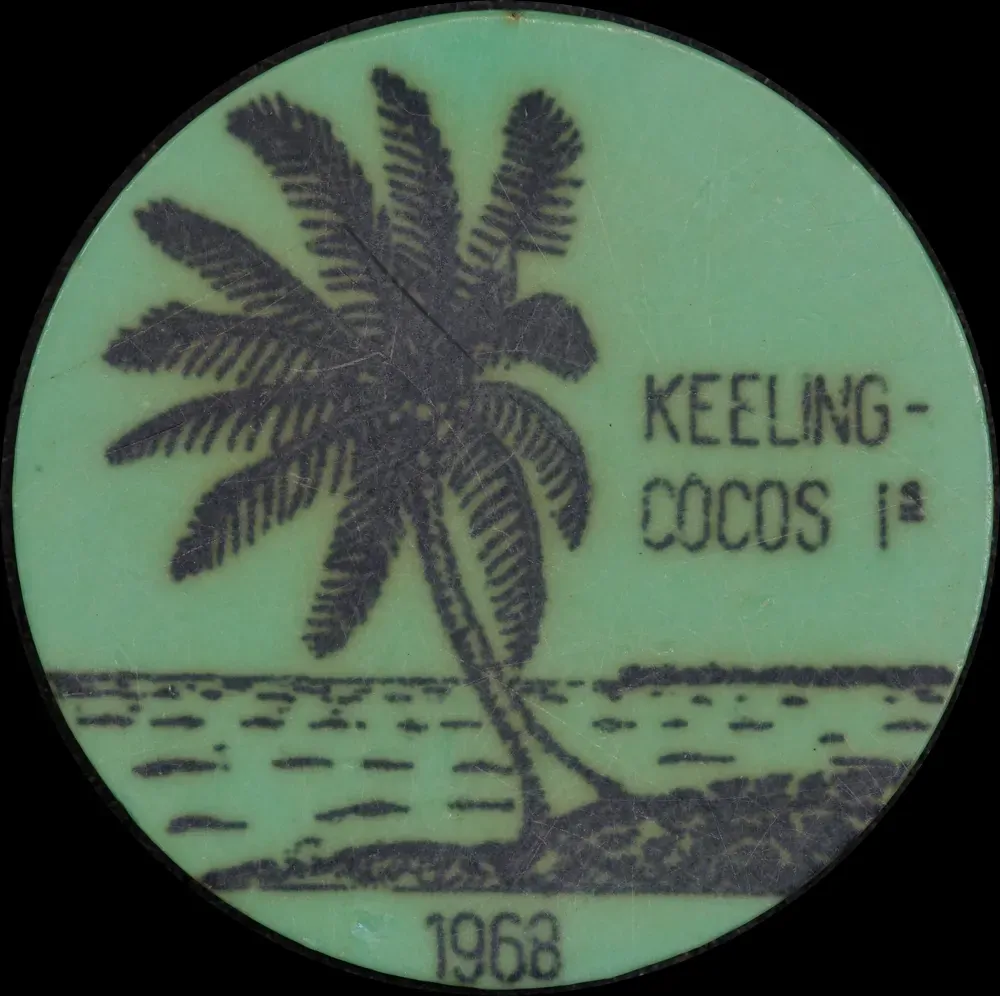 KEELING-
COCOS Iˢ
1968